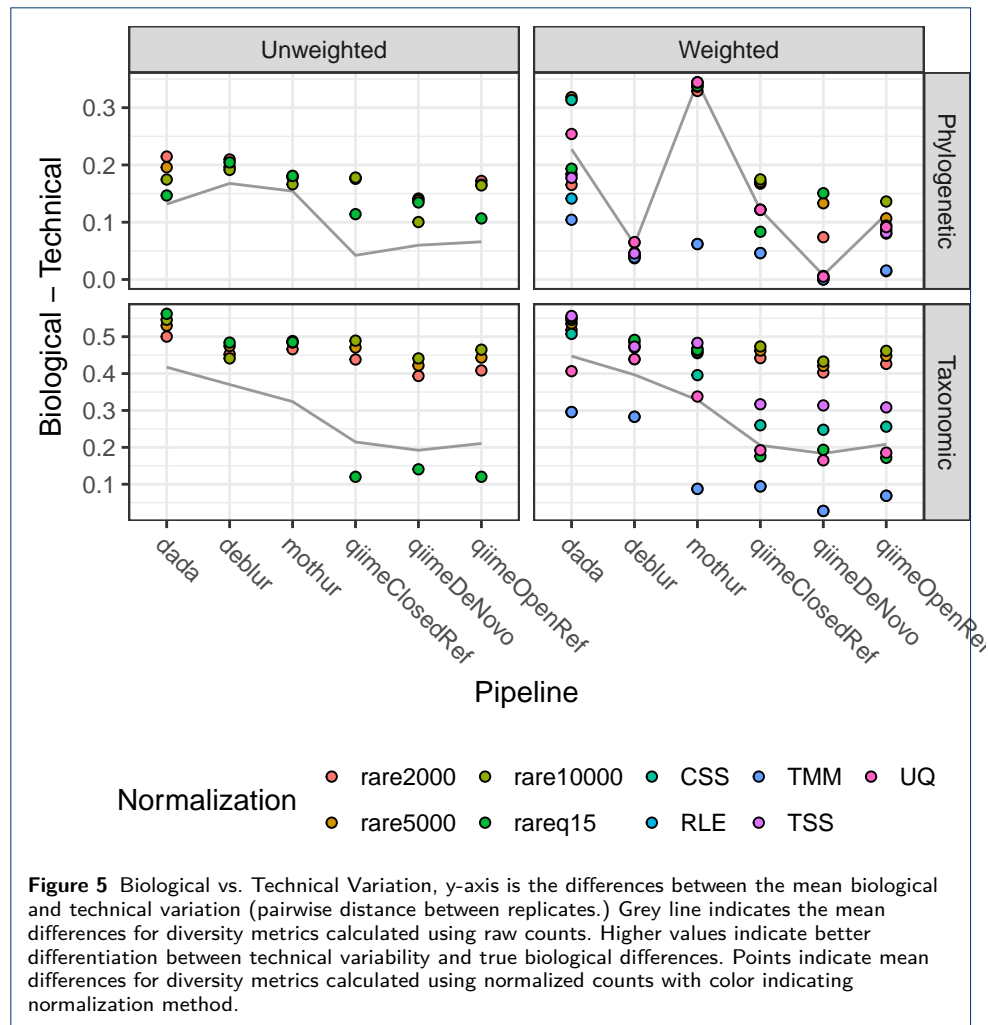 Unweighted
Weighted
Biological − Technical
0.3
0.2
0.1
0.0
Phylogenetic
0.5
0.4
0.3
0.2
0.1
Taxonomic
dada
deblur
mothur
qiimeClosedRef
qiimeDeNovo
qiimeOpenRef
dada
deblur
mothur
qiimeClosedRef
qiimeDeNovo
qiimeOpenRef
Pipeline
Normalization
rare2000 rare10000 CSS TMM UQ
rare5000 rareq15 RLE TSS
Figure 5 Biological vs. Technical Variation, y-axis is the differences between the mean biological
and technical variation (pairwise distance between replicates.) Grey line indicates the mean
differences for diversity metrics calculated using raw counts. Higher values indicate better
differentiation between technical variability and true biological differences. Points indicate mean
differences for diversity metrics calculated using normalized counts with color indicating
normalization method.